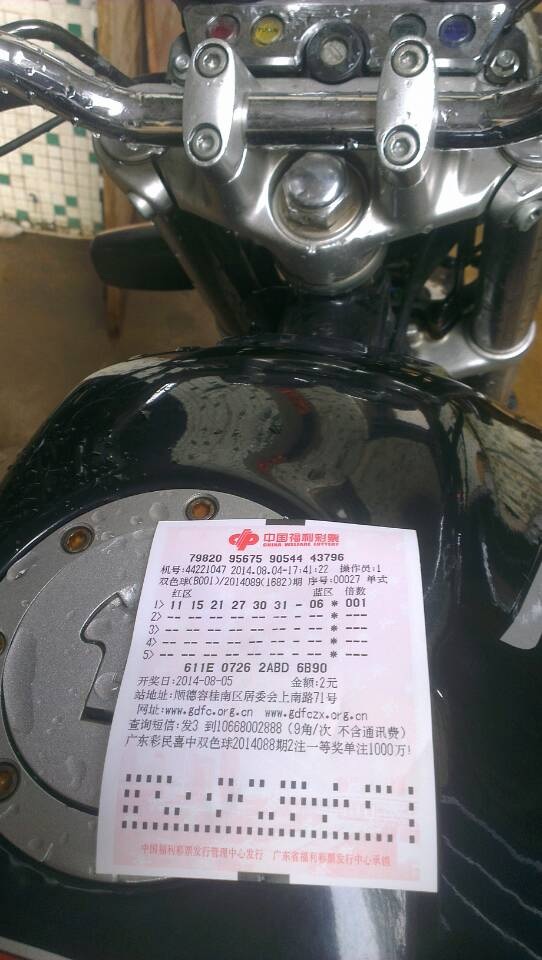 中国福利彩票
CHINA WELFARE LOTTERY
79820 95675 90544 43796
机号:44221047 2014-08-04-17:41:22 操作员:1
双色球(B001)/2014089(1682)期 序号:00027 单式
红区 蓝区 倍数
1> 11 15 21 27 30 31 - 06 * 001
2> -- -- -- -- -- -- - -- * ---
3> -- -- -- -- -- -- - -- * ---
4> -- -- -- -- -- -- - -- * ---
5> -- -- -- -- -- -- - -- * ---
611E 0726 2ABD 6B90
开奖日:2014-08-05 金额:2元
站地址:顺德容桂南区居委会上南路71号
网址:www.gdfc.org.cn www.gdfczx.org.cn
查询短信:发3 到10668002888 (9角/次 不含通讯费)
广东彩民喜中双色球2014088期2注一等奖单注1000万!
中国福利彩票发行管理中心发行 广东省福利彩票发行中心承销